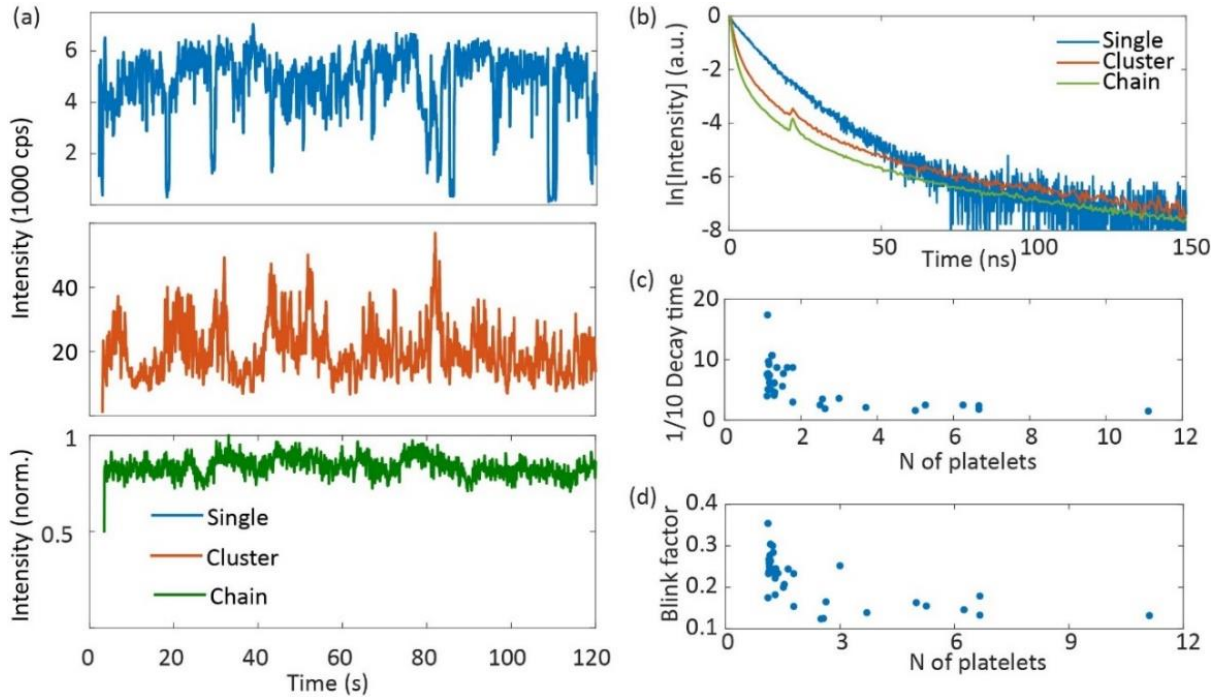 (a)
Intensity (1000 cps)
6
4
2
40
20
Intensity (norm.)
1
0.5
Single
Cluster
Chain
0 20 40 60 80 100 120
Time (s)
(b)
ln[Intensity] (a.u.)
0
-2
-4
-6
-8
Single
Cluster
Chain
0 50 100 150
Time (ns)
(c)
1/10 Decay time
20
10
0
0 2 4 6 8 10 12
N of platelets
(d)
Blink factor
0.4
0.3
0.2
0.1
0 3 6 9 12
N of platelets